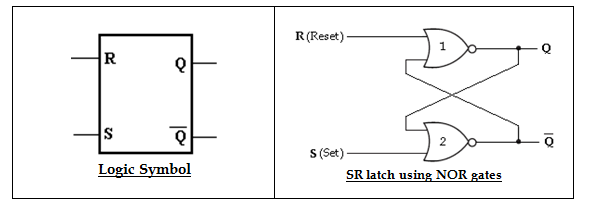 R
Q
S
Q̅
Logic Symbol
R (Reset)
1
Q
2
Q̅
S (Set)
SR latch using NOR gates